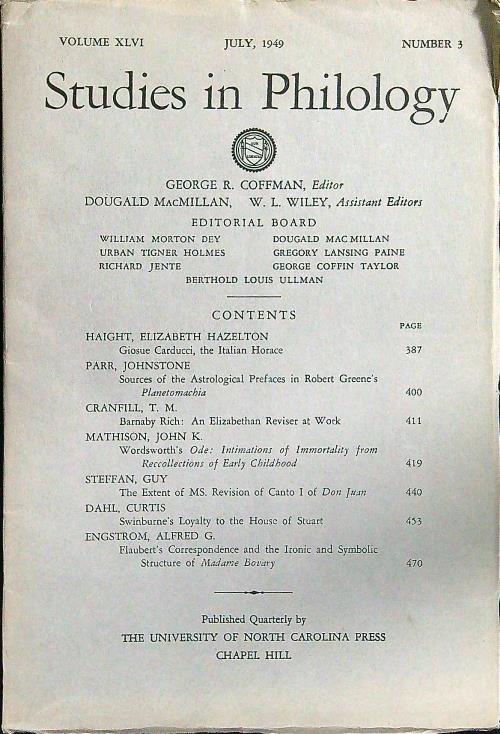 VOLUME XLVI JULY, 1949 NUMBER 3
Studies in Philology
GEORGE R. COFFMAN, Editor
DOUGALD MACMILLAN, W. L. WILEY, Assistant Editors
EDITORIAL BOARD
WILLIAM MORTON DEY DOUGALD MAC MILLAN
URBAN TIGNER HOLMES GREGORY LANSING PAINE
RICHARD JENTE GEORGE COFFIN TAYLOR
BERTHOLD LOUIS ULLMAN
CONTENTS
PAGE
HAIGHT, ELIZABETH HAZELTON
Giosue Carducci, the Italian Horace 387
PARR, JOHNSTONE
Sources of the Astrological Prefaces in Robert Greene's
Planetomachia 400
CRANFILL, T. M.
Barnaby Rich: An Elizabethan Reviser at Work 411
MATHISON, JOHN K.
Wordsworth's Ode: Intimations of Immortality from
Reccollections of Early Childhood 419
STEFFAN, GUY
The Extent of MS. Revision of Canto I of Don Juan 440
DAHL, CURTIS
Swinburne's Loyalty to the House of Stuart 453
ENGSTROM, ALFRED G.
Flaubert's Correspondence and the Ironic and Symbolic
Structure of Madame Bovary 470
Published Quarterly by
THE UNIVERSITY OF NORTH CAROLINA PRESS
CHAPEL HILL